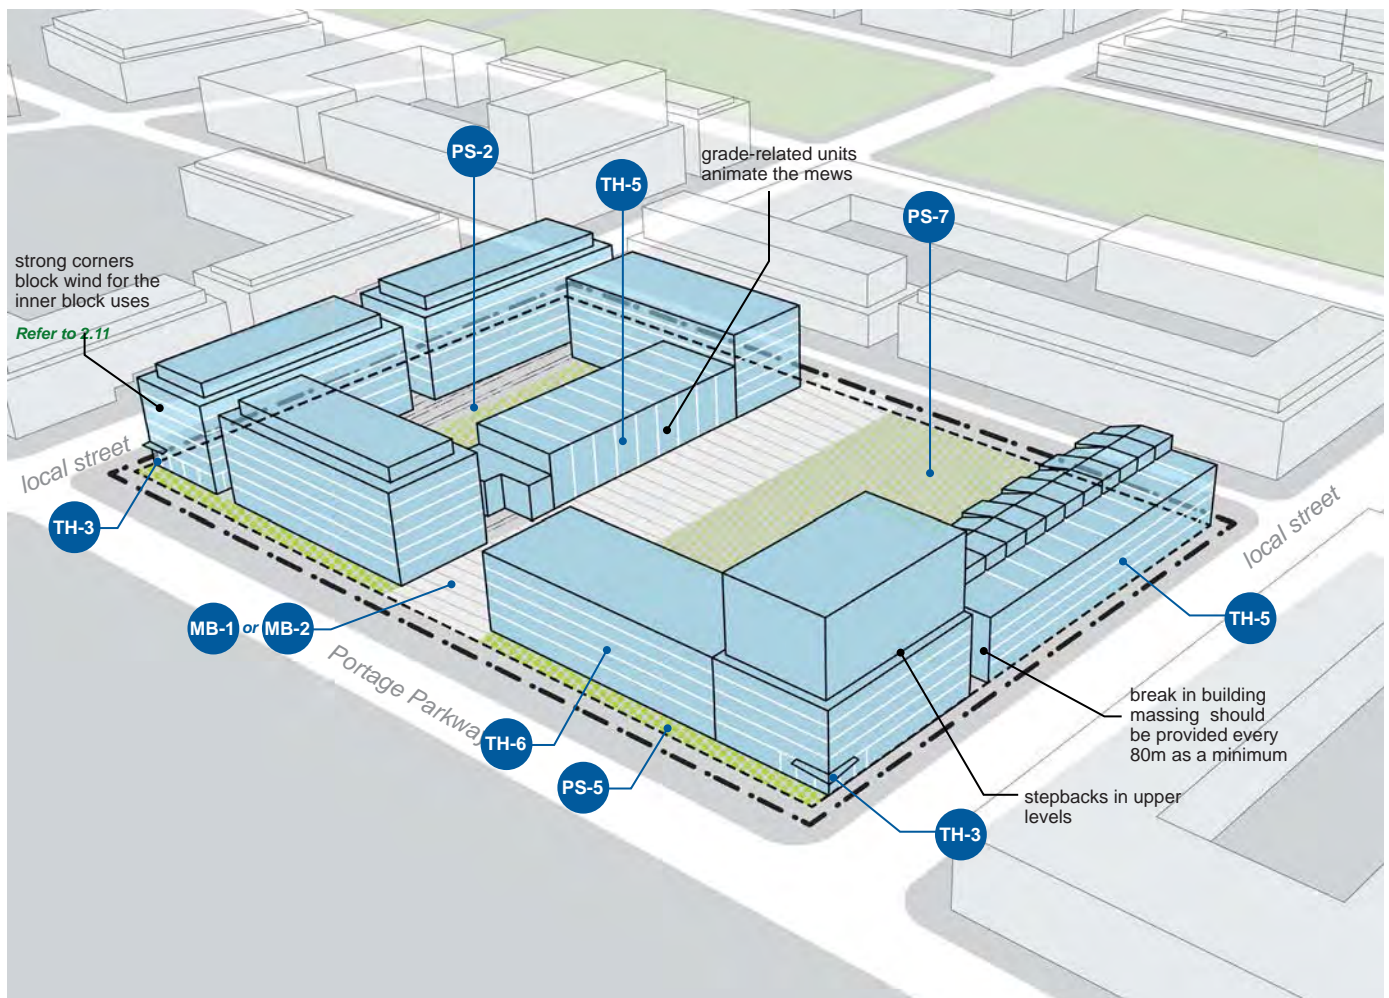 PS-2
grade-related units
animate the mews
TH-5
PS-7
strong corners
block wind for the
inner block uses
Refer to 2.11
local street
TH-3
local street
MB-1 or MB-2
TH-5
Portage Parkway
TH-6
break in building
massing should
be provided every
80m as a minimum
PS-5
stepbacks in upper
levels
TH-3